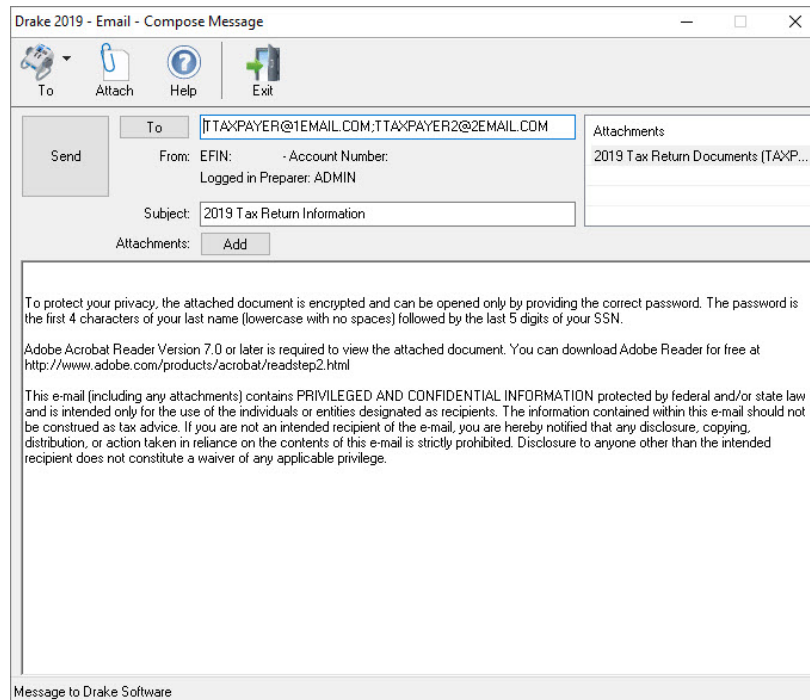 Drake 2019 - Email - Compose Message
To Attach Help Exit
Send
To TTAXPAYER@1EMAIL.COM;TTAXPAYER2@2EMAIL.COM
From: EFIN: - Account Number:
Logged in Preparer: ADMIN
Subject: 2019 Tax Return Information
Attachments: Add
Attachments
2019 Tax Return Documents (TAXP...
To protect your privacy, the attached document is encrypted and can be opened only by providing the correct password. The password is
the first 4 characters of your last name (lowercase with no spaces) followed by the last 5 digits of your SSN.
Adobe Acrobat Reader Version 7.0 or later is required to view the attached document. You can download Adobe Reader for free at
http://www.adobe.com/products/acrobat/readstep2.html
This e-mail (including any attachments) contains PRIVILEGED AND CONFIDENTIAL INFORMATION protected by federal and/or state law
and is intended only for the use of the individuals or entities designated as recipients. The information contained within this e-mail should not
be construed as tax advice. If you are not an intended recipient of the e-mail, you are hereby notified that any disclosure, copying,
distribution, or action taken in reliance on the contents of this e-mail is strictly prohibited. Disclosure to anyone other than the intended
recipient does not constitute a waiver of any applicable privilege.
Message to Drake Software